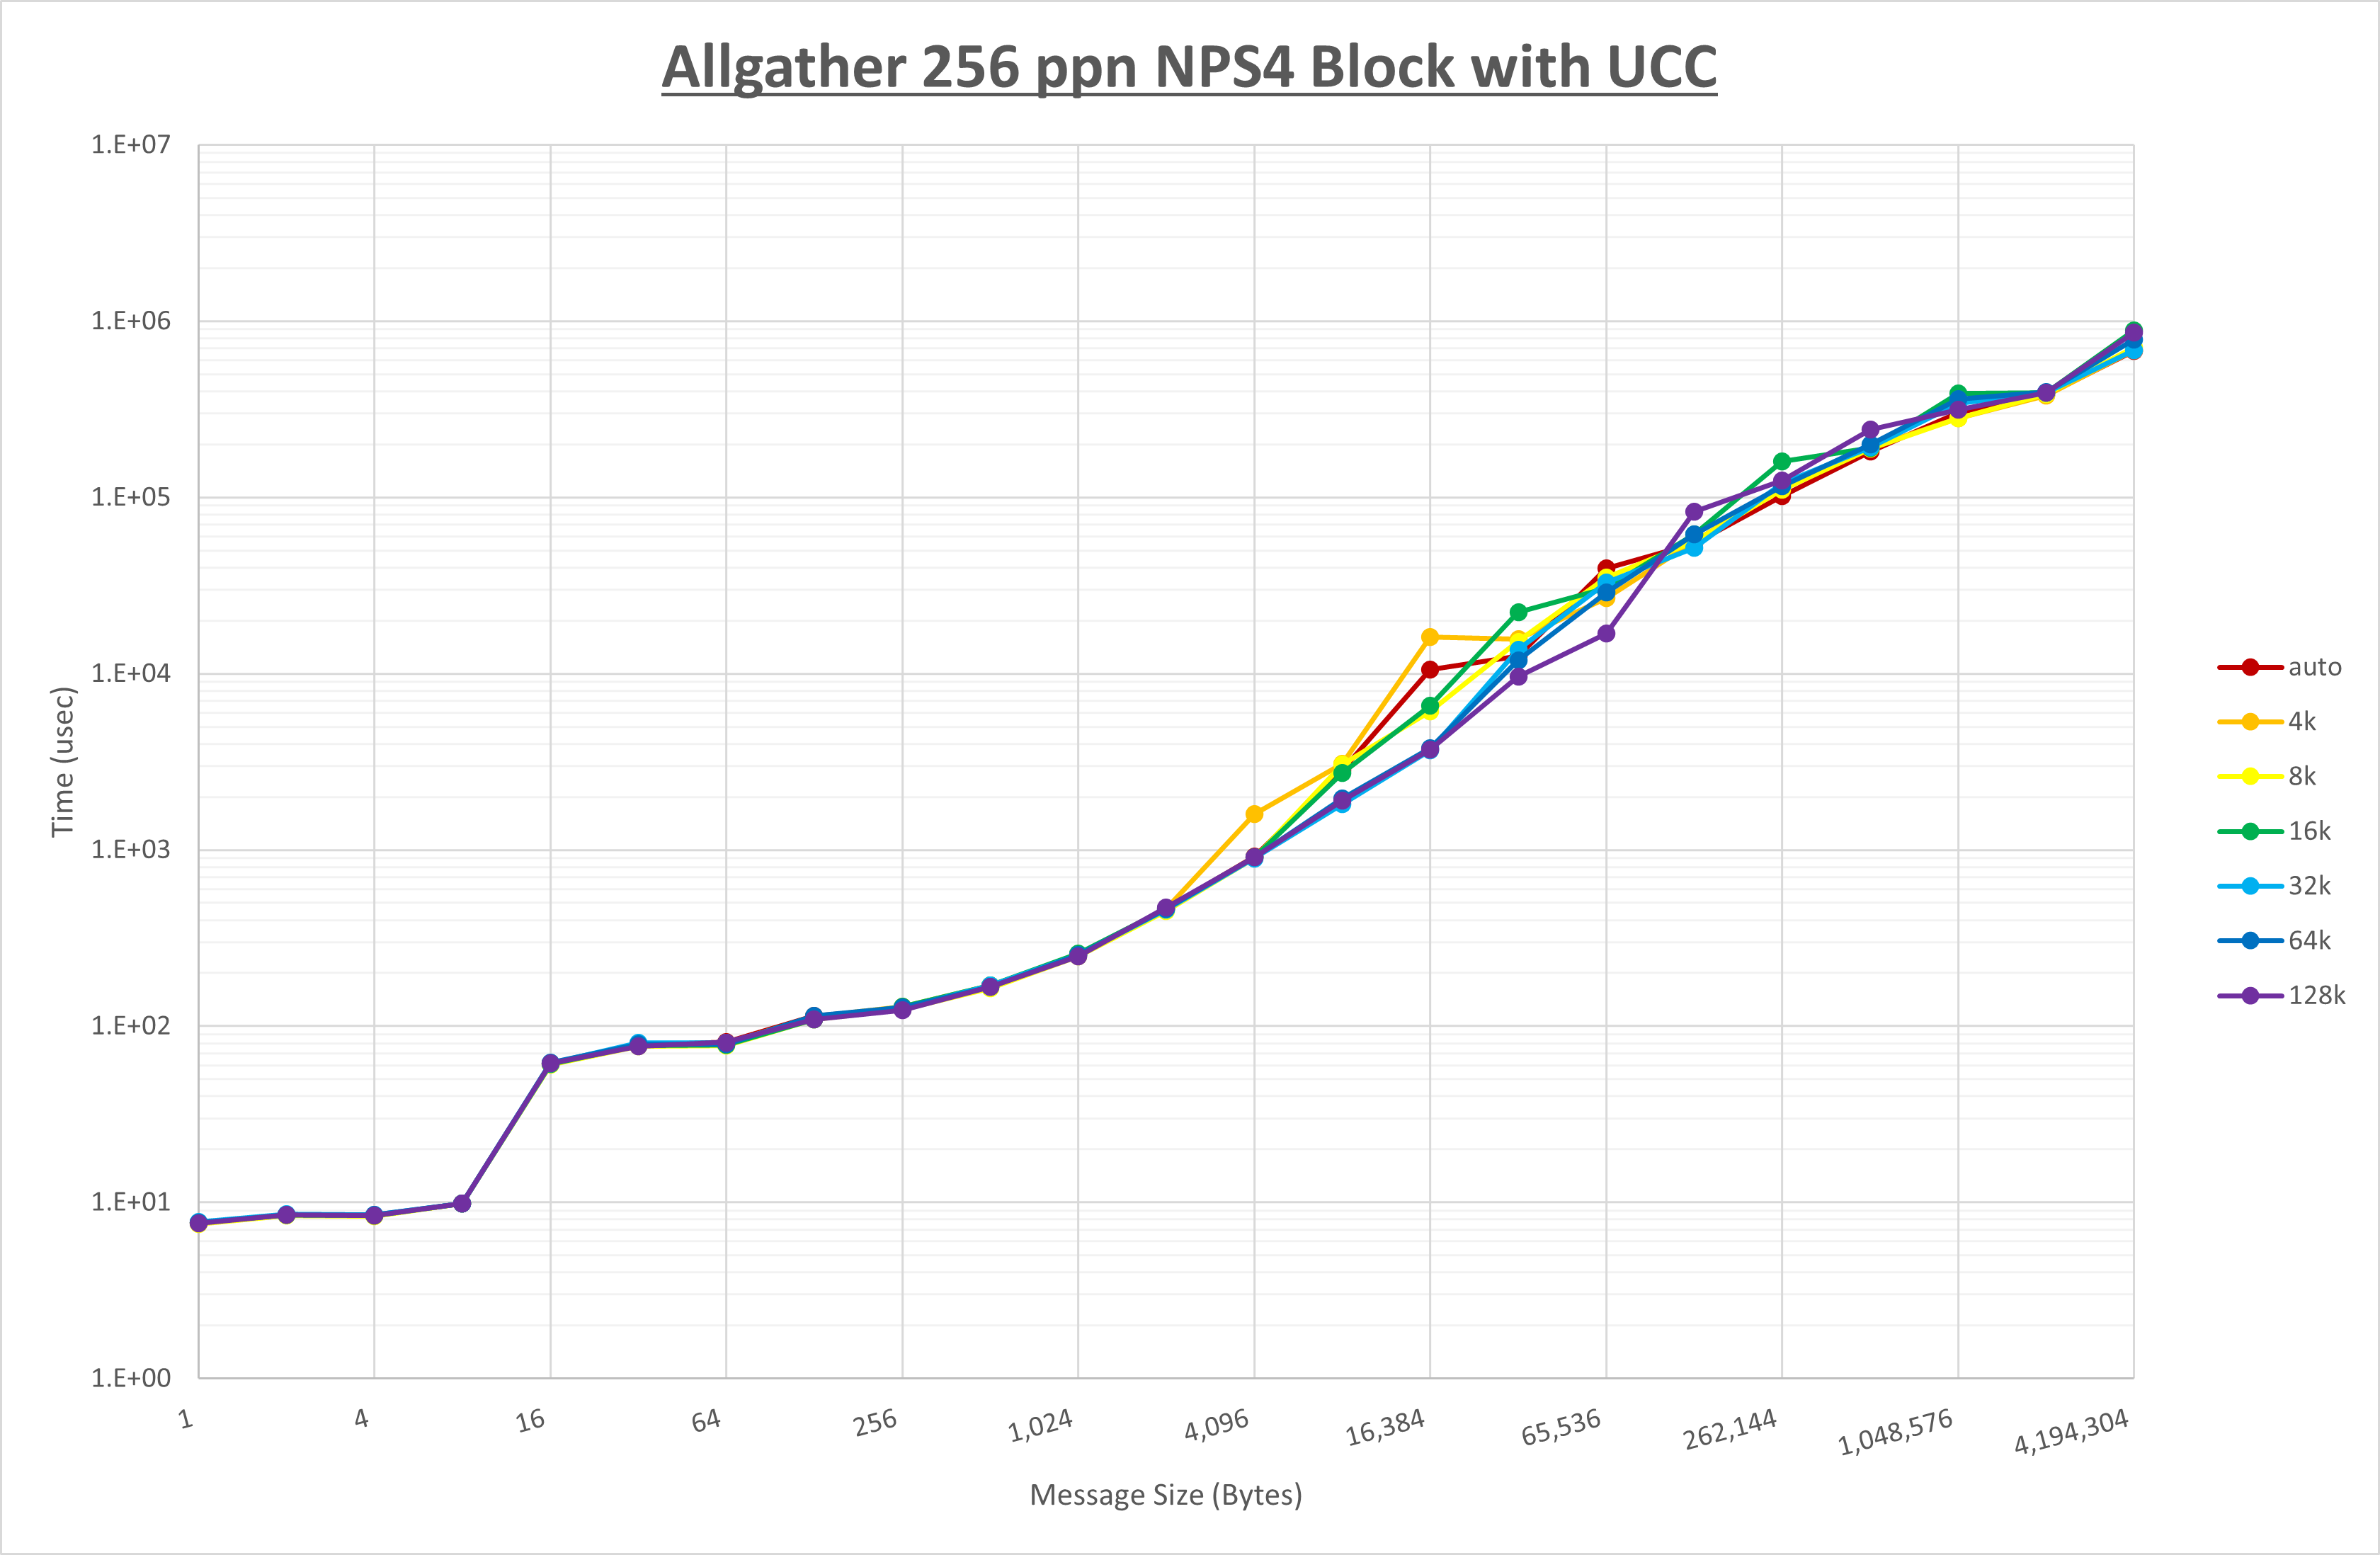 Allgather 256 ppn NPS4 Block with UCC
1.E+07
1.E+06
1.E+05
1.E+04
1.E+03
1.E+02
1.E+01
1.E+00
Time (usec)
1
4
16
64
256
1,024
4,096
16,384
65,536
262,144
1,048,576
4,194,304
Message Size (Bytes)
auto
4k
8k
16k
32k
64k
128k